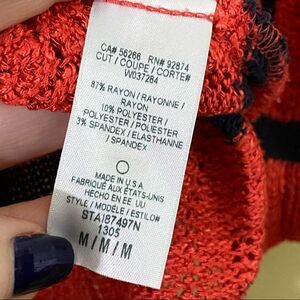 CA# 56266 RN# 92874
CUT / COUPE / CORTE#
W037284
87% RAYON / RAYONNE /
RAYON
10% POLYESTER /
POLYESTER / POLIESTER
3% SPANDEX / ELASTHANNE
/ SPANDEX
MADE IN U.S.A
FABRIQUÉ AUX ÉTATS-UNIS
HECHO EN EE UU
STYLE / MODÈLE / ESTILO#
STAI87497N
1305
M / M / M